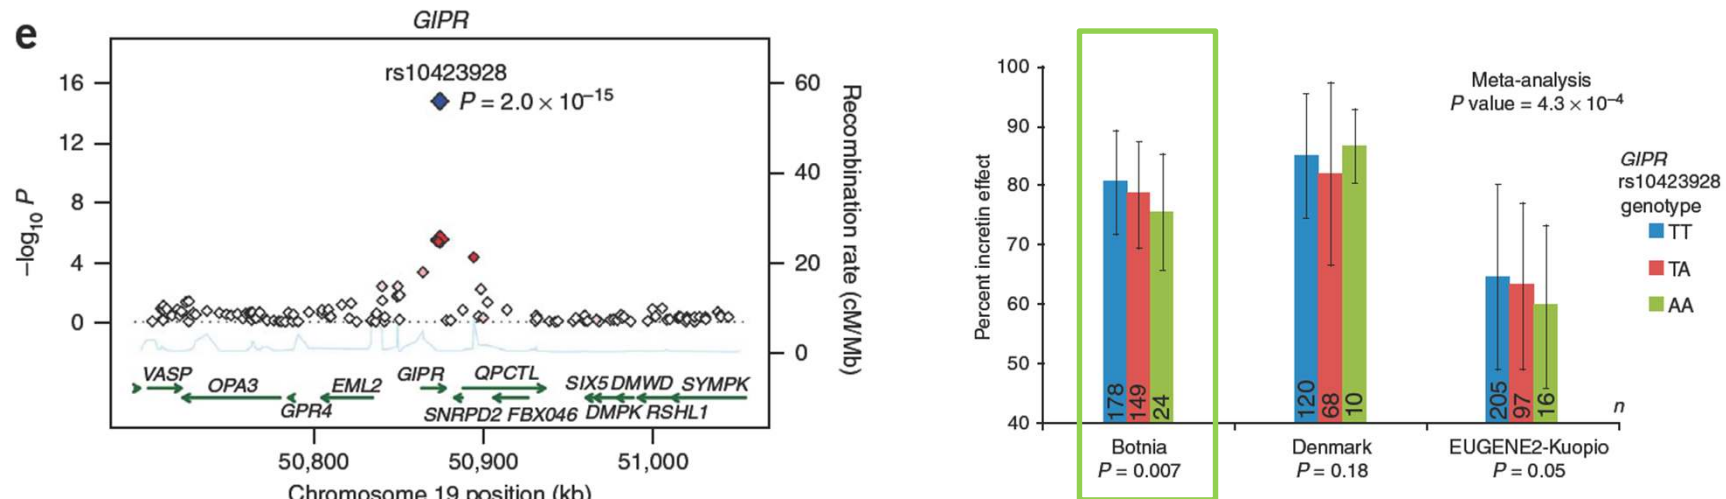 e
GIPR
rs10423928
P = 2.0 × 10⁻¹⁵
–log₁₀ P
16
12
8
4
0
60
40
20
0
Recombination rate (cM/Mb)
VASP
OPA3
GPR4
EML2
GIPR
QPCTL
SNRPD2 FBX046
SIX5 DMWD SYMPK
DMPK RSHL1
50,800 50,900 51,000
Chromosome 19 position (kb)
Percent incretin effect
100
90
80
70
60
50
40
Meta-analysis
P value = 4.3 × 10⁻⁴
GIPR
rs10423928
genotype
TT
TA
AA
178 149 24
120 68 10
205 97 16
n
Botnia Denmark EUGENE2-Kuopio
P = 0.007 P = 0.18 P = 0.05